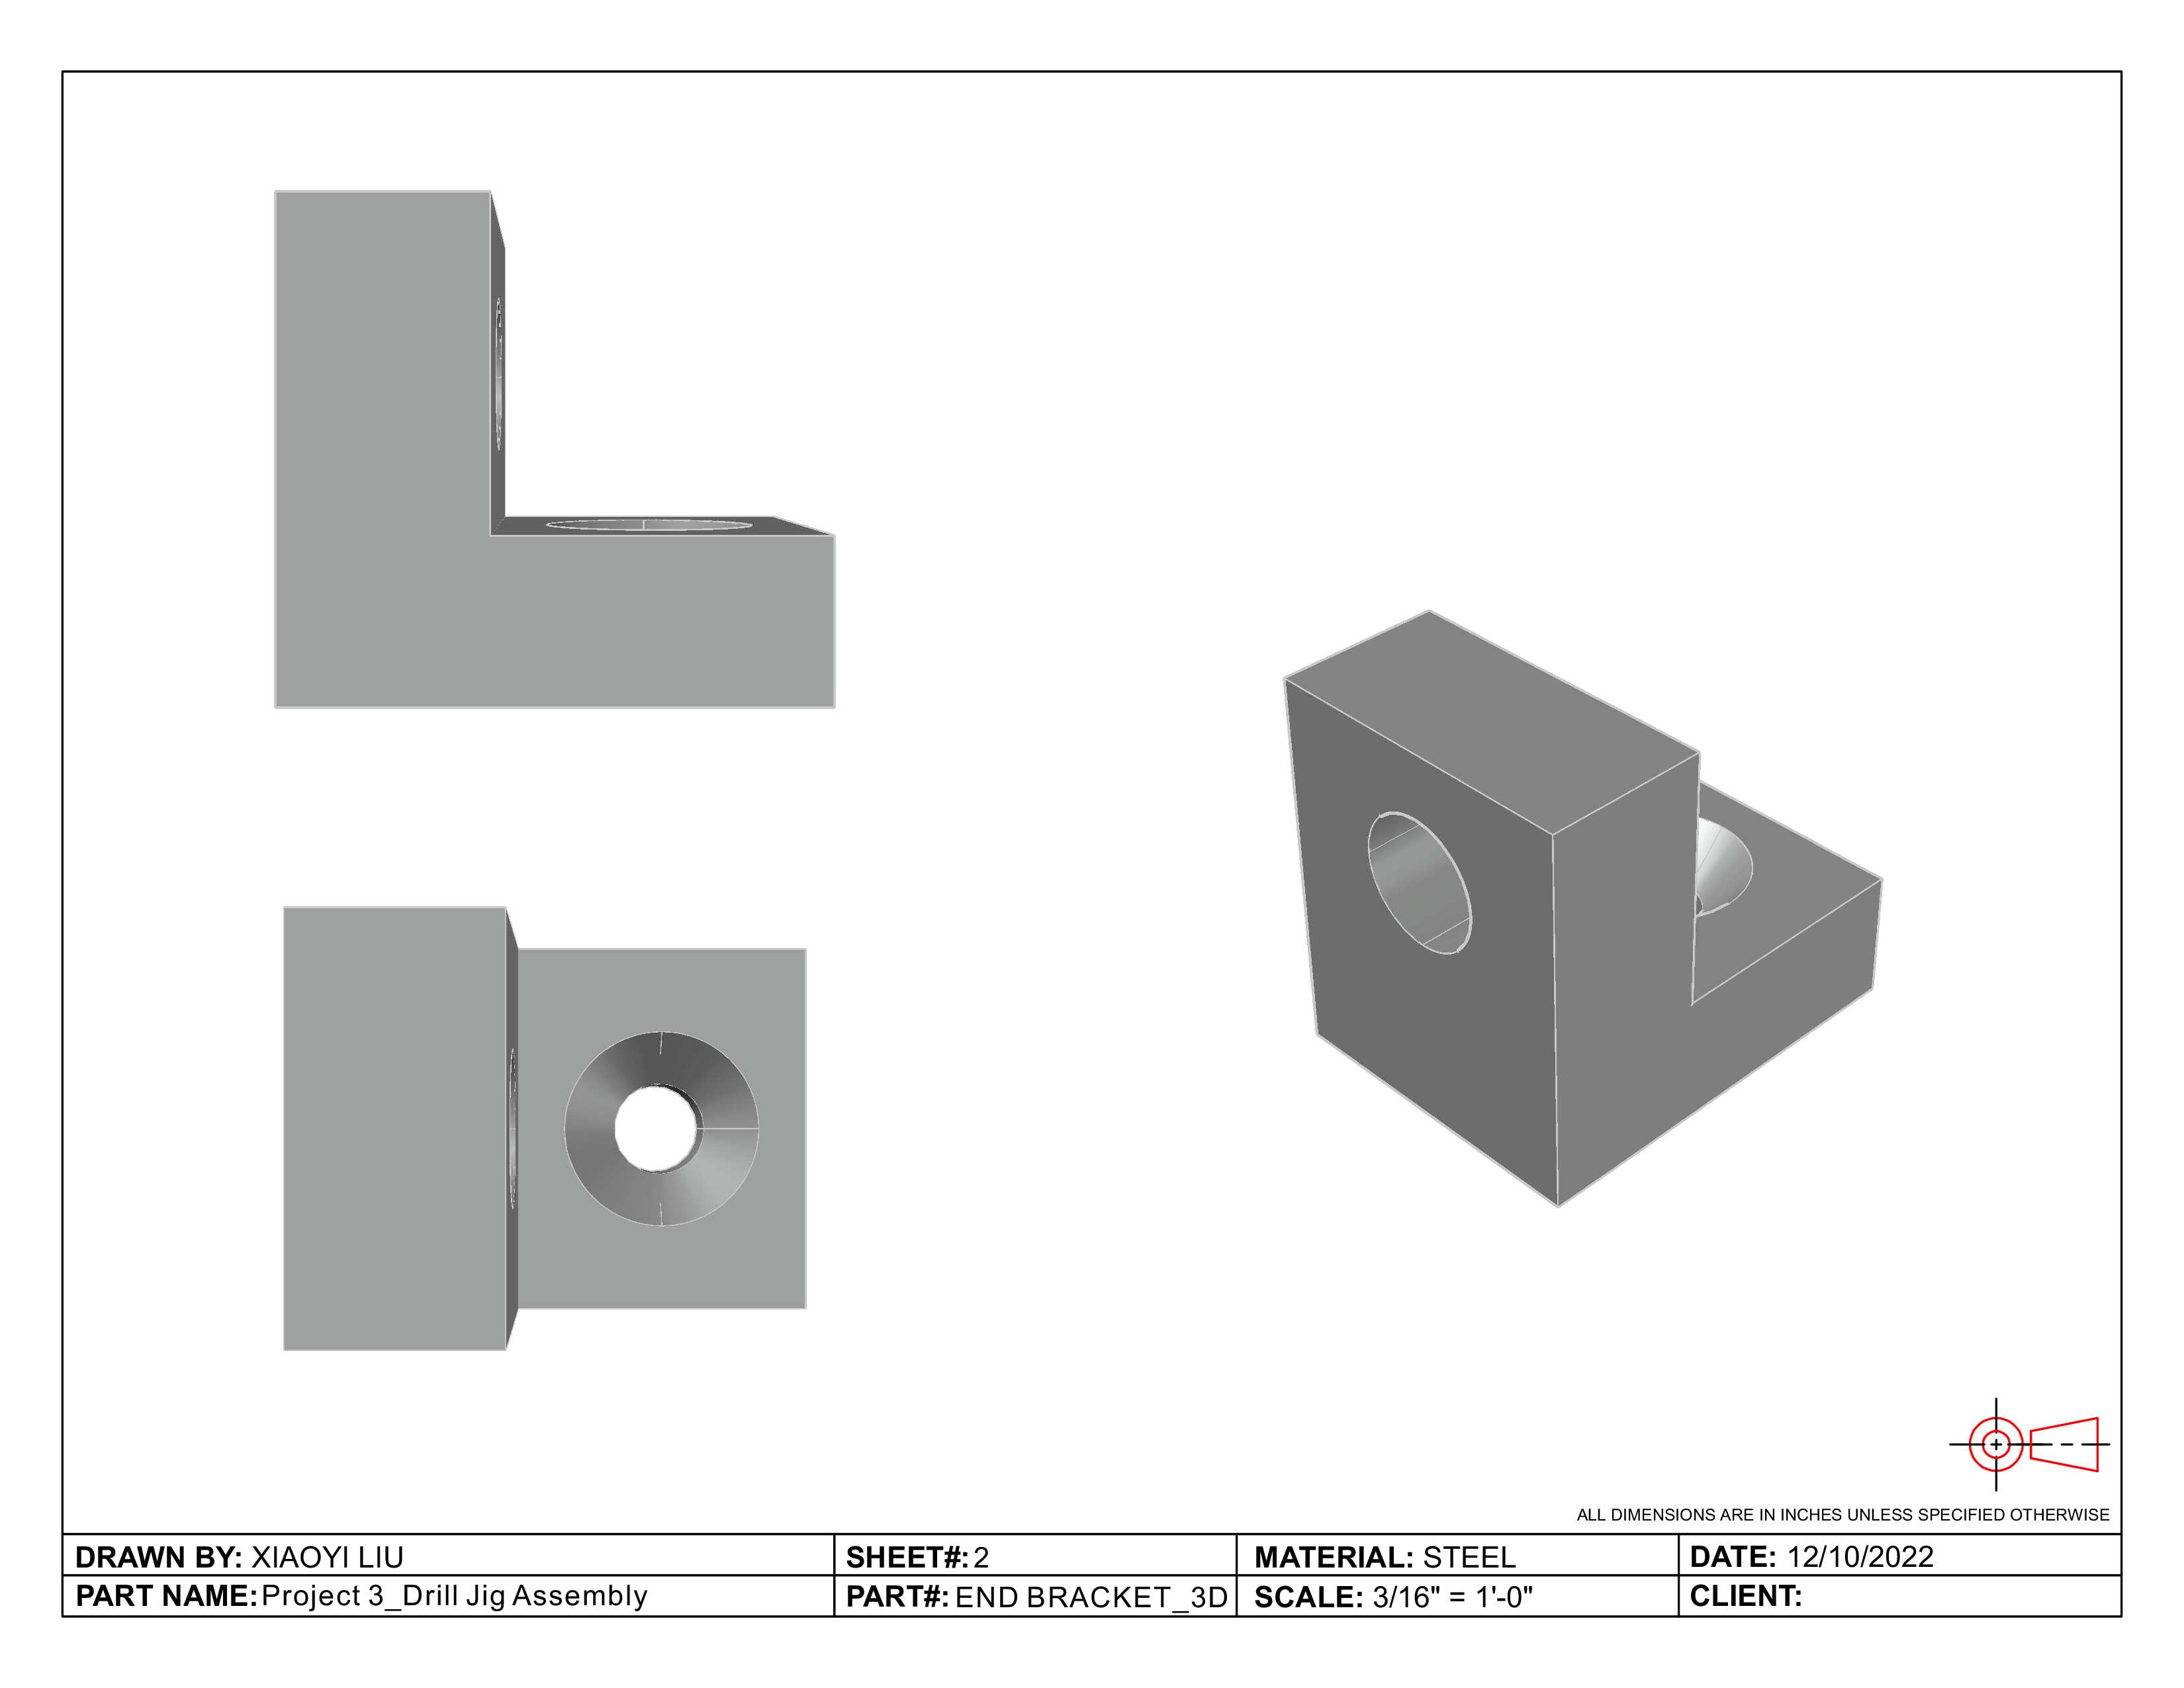 ALL DIMENSIONS ARE IN INCHES UNLESS SPECIFIED OTHERWISE
DRAWN BY: XIAOYI LIU
SHEET#: 2
MATERIAL: STEEL
DATE: 12/10/2022
PART NAME: Project 3_Drill Jig Assembly
PART#: END BRACKET_3D
SCALE: 3/16" = 1'-0"
CLIENT: